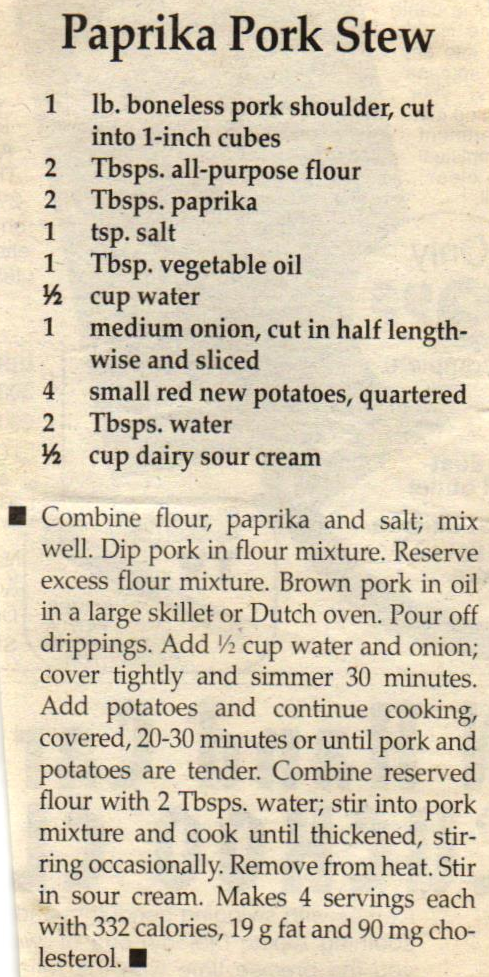 Paprika Pork Stew
1 lb. boneless pork shoulder, cut
into 1-inch cubes
2 Tbsps. all-purpose flour
2 Tbsps. paprika
1 tsp. salt
1 Tbsp. vegetable oil
½ cup water
1 medium onion, cut in half length-
wise and sliced
4 small red new potatoes, quartered
2 Tbsps. water
½ cup dairy sour cream
■ Combine flour, paprika and salt; mix
well. Dip pork in flour mixture. Reserve
excess flour mixture. Brown pork in oil
in a large skillet or Dutch oven. Pour off
drippings. Add ½ cup water and onion;
cover tightly and simmer 30 minutes.
Add potatoes and continue cooking,
covered, 20-30 minutes or until pork and
potatoes are tender. Combine reserved
flour with 2 Tbsps. water; stir into pork
mixture and cook until thickened, stir-
ring occasionally. Remove from heat. Stir
in sour cream. Makes 4 servings each
with 332 calories, 19 g fat and 90 mg cho-
lesterol. ■